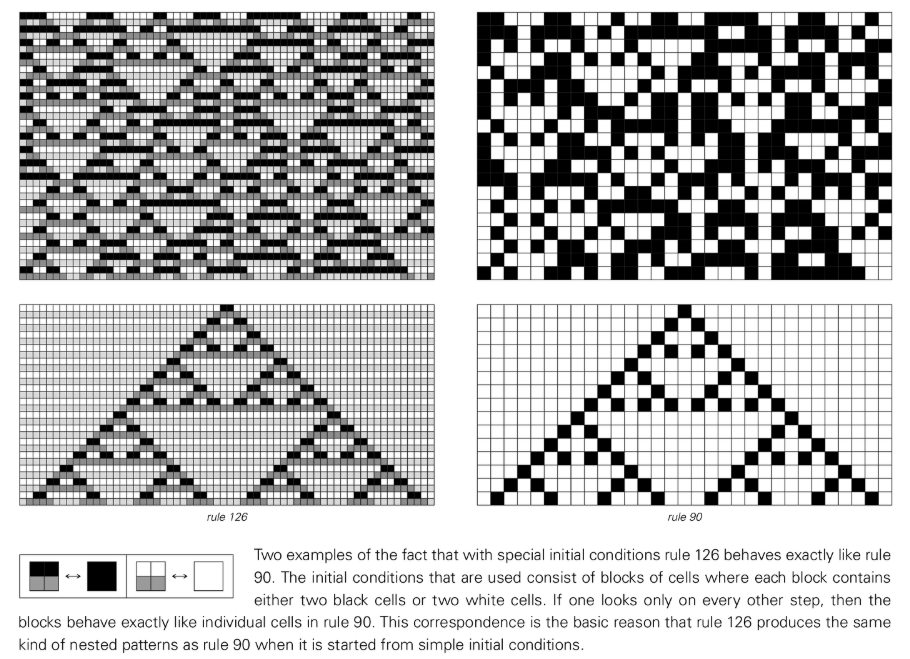 rule 126
rule 90
Two examples of the fact that with special initial conditions rule 126 behaves exactly like rule
90. The initial conditions that are used consist of blocks of cells where each block contains
either two black cells or two white cells. If one looks only on every other step, then the
blocks behave exactly like individual cells in rule 90. This correspondence is the basic reason that rule 126 produces the same
kind of nested patterns as rule 90 when it is started from simple initial conditions.